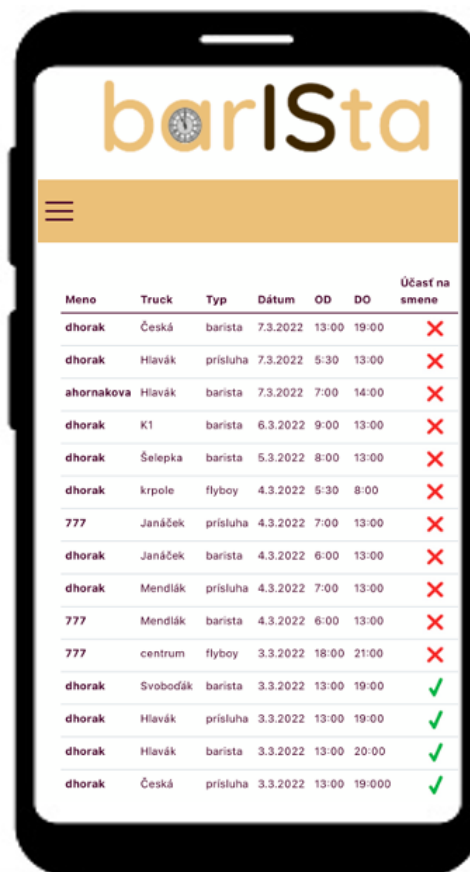 barISta
Účasť na
Meno Truck Typ Dátum OD DO smene
dhorak Česká barista 7.3.2022 13:00 19:00
dhorak Hlavák prísluha 7.3.2022 5:30 13:00
ahornakova Hlavák barista 7.3.2022 7:00 14:00
dhorak K1 barista 6.3.2022 9:00 13:00
dhorak Šelepka barista 5.3.2022 8:00 13:00
dhorak krpole flyboy 4.3.2022 5:30 8:00
777 Janáček prísluha 4.3.2022 7:00 13:00
dhorak Janáček barista 4.3.2022 6:00 13:00
dhorak Mendlák prísluha 4.3.2022 7:00 13:00
777 Mendlák barista 4.3.2022 6:00 13:00
777 centrum flyboy 3.3.2022 18:00 21:00
dhorak Svoboďák barista 3.3.2022 13:00 19:00
dhorak Hlavák prísluha 3.3.2022 13:00 19:00
dhorak Hlavák barista 3.3.2022 13:00 20:00
dhorak Česká prísluha 3.3.2022 13:00 19:000